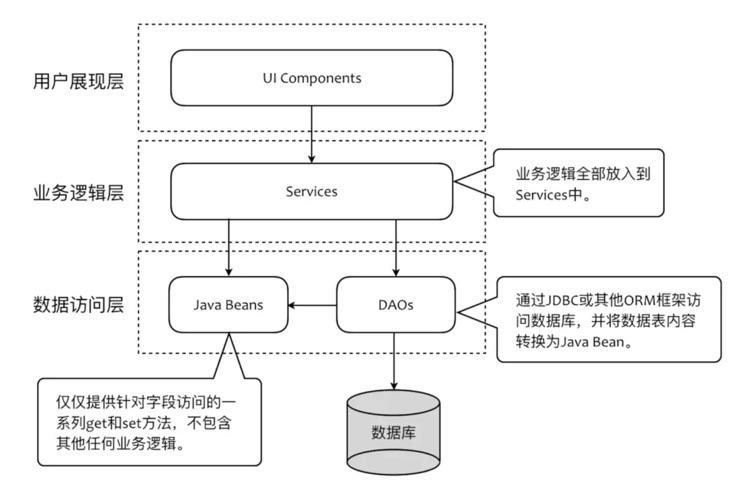 用户展现层
UI Components
业务逻辑层
Services
业务逻辑全部放入到
Services中。
数据访问层
Java Beans
DAOs
通过JDBC或其他ORM框架访
问数据库，并将数据表内容
转换为Java Bean。
仅仅提供针对字段访问的一
系列get和set方法，不包含
其他任何业务逻辑。
数据库